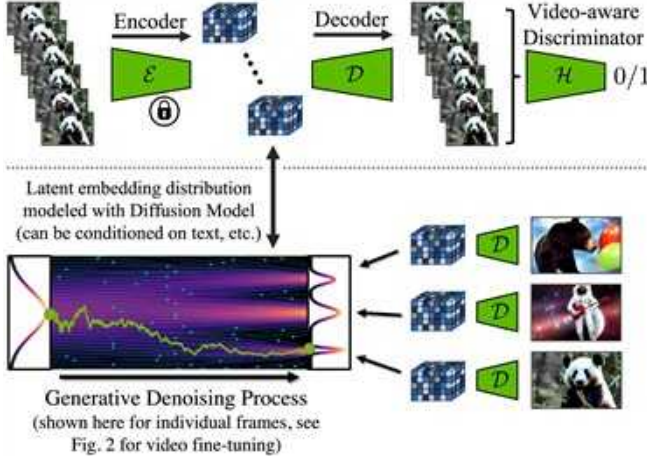 Encoder
Decoder
Video-aware
Discriminator
ℰ
𝒟
ℋ
0/1
Latent embedding distribution
modeled with Diffusion Model
(can be conditioned on text, etc.)
𝒟
𝒟
𝒟
Generative Denoising Process
(shown here for individual frames, see
Fig. 2 for video fine-tuning)